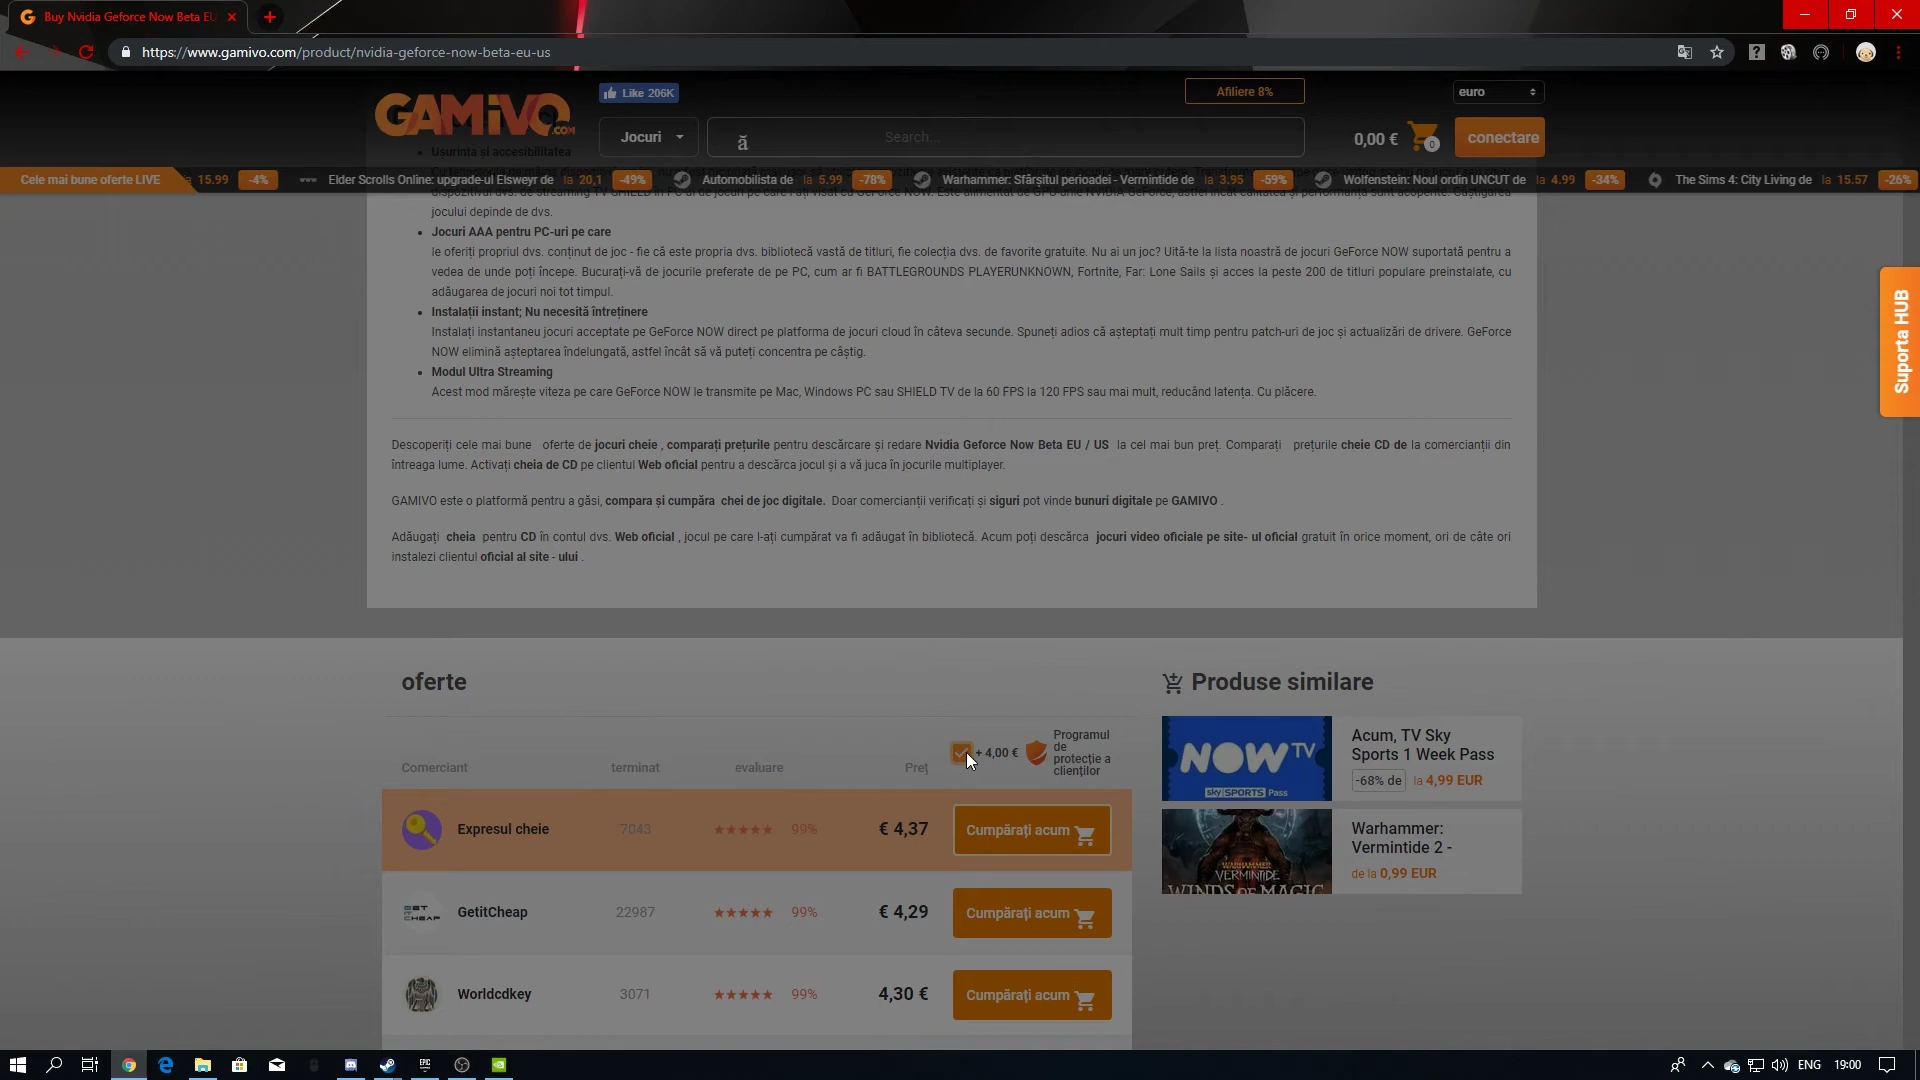 Buy Nvidia Geforce Now Beta EU
https://www.gamivo.com/product/nvidia-geforce-now-beta-eu-us
GAMIVO.COM
Like 206K
Afiliere 8%
euro
Jocuri
ă
Search...
0,00 €
0
conectare
Ușurința și accesibilitatea
Cele mai bune oferte LIVE
15.99 -4%
Elder Scrolls Online: upgrade-ul Elsweyr de la 20,1 -49%
Automobilista de la 5.99 -78%
Warhammer: Sfârșitul perioadei - Vermintide de la 3.95 -59%
Wolfenstein: Noul ordin UNCUT de la 4.99 -34%
The Sims 4: City Living de la 15.57 -26%
jocului depinde de dvs.
Jocuri AAA pentru PC-uri pe care
le oferiți propriul dvs. conținut de joc - fie că este propria dvs. bibliotecă vastă de titluri, fie colecția dvs. de favorite gratuite. Nu ai un joc? Uită-te la lista noastră de jocuri GeForce NOW suportată pentru a
vedea de unde poți începe. Bucurați-vă de jocurile preferate de pe PC, cum ar fi BATTLEGROUNDS PLAYERUNKNOWN, Fortnite, Far: Lone Sails și acces la peste 200 de titluri populare preinstalate, cu
adăugarea de jocuri noi tot timpul.
Instalații instant; Nu necesită întreținere
Instalați instantaneu jocuri acceptate pe GeForce NOW direct pe platforma de jocuri cloud în câteva secunde. Spuneți adios că așteptați mult timp pentru patch-uri de joc și actualizări de drivere. GeForce
NOW elimină așteptarea îndelungată, astfel încât să vă puteți concentra pe câștig.
Modul Ultra Streaming
Acest mod mărește viteza pe care GeForce NOW le transmite pe Mac, Windows PC sau SHIELD TV de la 60 FPS la 120 FPS sau mai mult, reducând latența. Cu plăcere.
Descoperiți cele mai bune oferte de jocuri cheie , comparați prețurile pentru descărcare și redare Nvidia Geforce Now Beta EU / US la cel mai bun preț. Comparați prețurile cheie CD de la comercianții din
întreaga lume. Activați cheia de CD pe clientul Web oficial pentru a descărca jocul și a vă juca în jocurile multiplayer.
GAMIVO este o platformă pentru a găsi, compara și cumpăra chei de joc digitale. Doar comercianții verificați și siguri pot vinde bunuri digitale pe GAMIVO .
Adăugați cheia pentru CD în contul dvs. Web oficial , jocul pe care l-ați cumpărat va fi adăugat în bibliotecă. Acum poți descărca jocuri video oficiale pe site- ul oficial gratuit în orice moment, ori de câte ori
instalezi clientul oficial al site - ului .
Suporta HUB
oferte
Produse similare
Comerciant
terminat
evaluare
Preț
+ 4,00 €
Programul
de
protecție a
clienților
Expresul cheie 7043 99% € 4,37 Cumpărați acum
GetitCheap 22987 99% € 4,29 Cumpărați acum
Worldcdkey 3071 99% 4,30 € Cumpărați acum
NOW TV
sky SPORTS Pass
Acum, TV Sky
Sports 1 Week Pass
-68% de la 4,99 EUR
WARHAMMER
VERMINTIDE
WINDS OF MAGIC
Warhammer:
Vermintide 2 -
de la 0,99 EUR
ENG
19:00